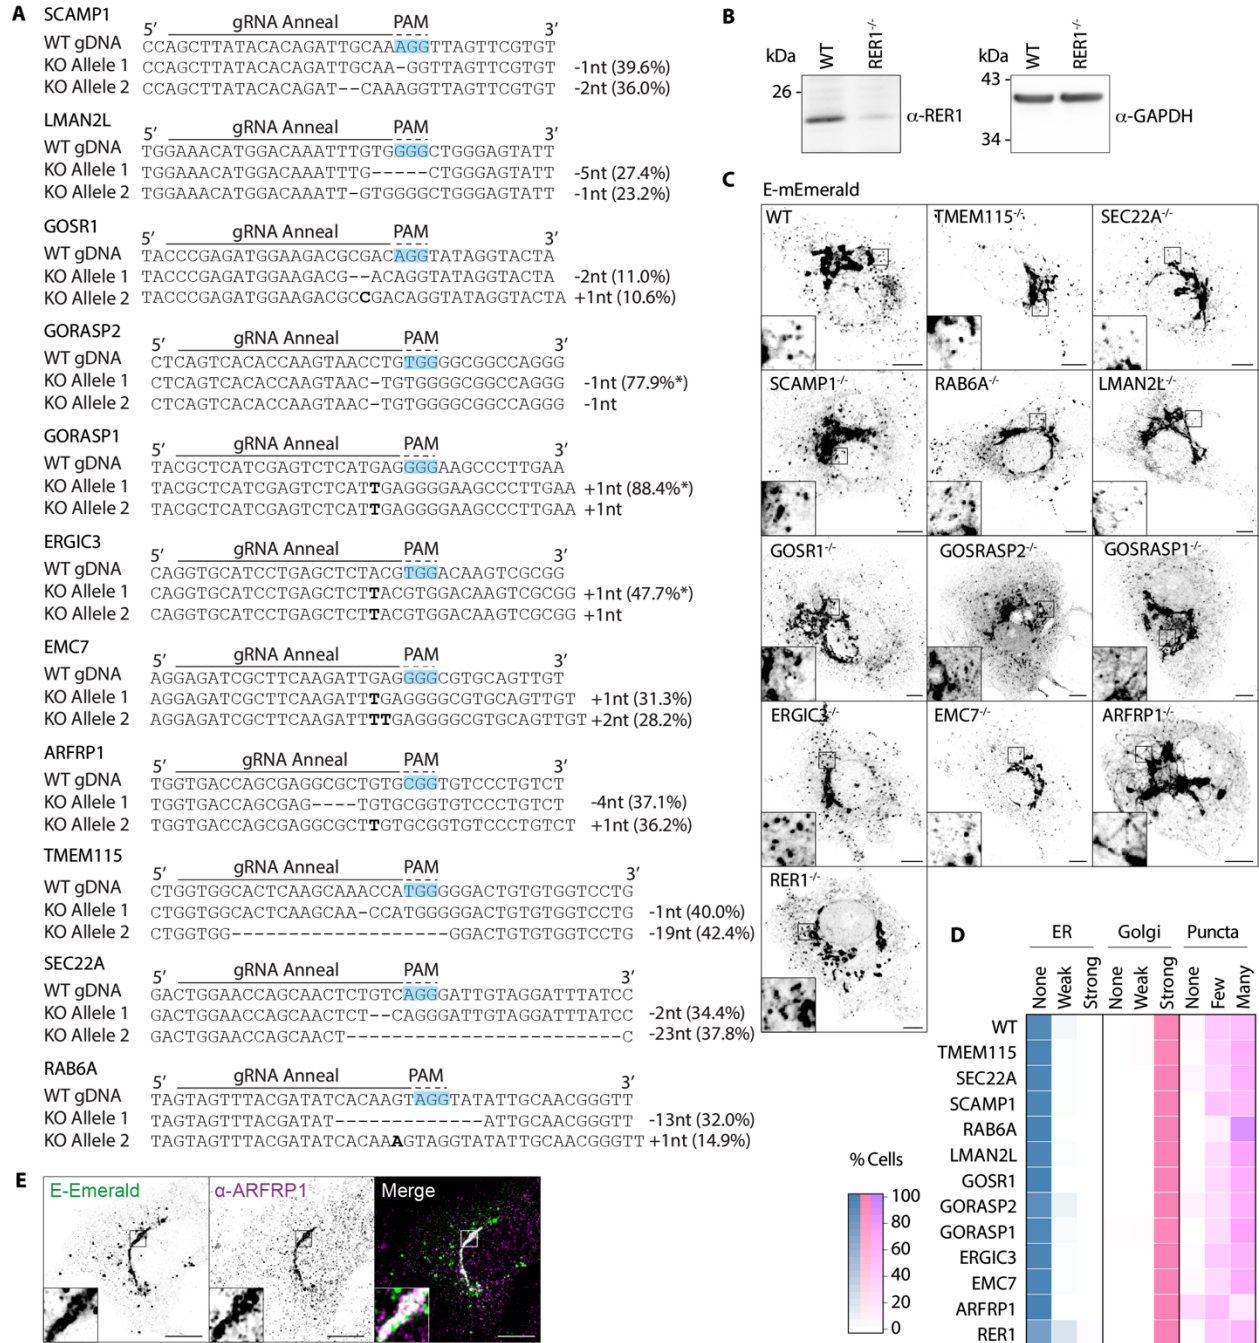 A
SCAMP1
5′ gRNA Anneal PAM 3′
WT gDNA CCAGCTTATACACAGATTGCAAAGGTTAGTTCGTGT
KO Allele 1 CCAGCTTATACACAGATTGCAA-GGTTAGTTCGTGT -1nt (39.6%)
KO Allele 2 CCAGCTTATACACAGAT--CAAAGGTTAGTTCGTGT -2nt (36.0%)
LMAN2L
5′ gRNA Anneal PAM 3′
WT gDNA TGGAAACATGGACAAATTTGTGGGGCTGGGAGTATT
KO Allele 1 TGGAAACATGGACAAATTTG-----CTGGGAGTATT -5nt (27.4%)
KO Allele 2 TGGAAACATGGACAAATT-GTGGGGCTGGGAGTATT -1nt (23.2%)
GOSR1
5′ gRNA Anneal PAM 3′
WT gDNA TACCCGAGATGGAAGACGCGACAGGTATAGGTACTA
KO Allele 1 TACCCGAGATGGAAGACG--ACAGGTATAGGTACTA -2nt (11.0%)
KO Allele 2 TACCCGAGATGGAAGACGCCGACAGGTATAGGTACTA +1nt (10.6%)
GORASP2
5′ gRNA Anneal PAM 3′
WT gDNA CTCAGTCACACCAAGTAACCTGTGGGGCGGCCAGGG
KO Allele 1 CTCAGTCACACCAAGTAAC-TGTGGGGCGGCCAGGG -1nt (77.9%*)
KO Allele 2 CTCAGTCACACCAAGTAAC-TGTGGGGCGGCCAGGG -1nt
GORASP1
5′ gRNA Anneal PAM 3′
WT gDNA TACGCTCATCGAGTCTCATGAGGGGAAGCCCTTGAA
KO Allele 1 TACGCTCATCGAGTCTCATTGAGGGGAAGCCCTTGAA +1nt (88.4%*)
KO Allele 2 TACGCTCATCGAGTCTCATTGAGGGGAAGCCCTTGAA +1nt
ERGIC3
5′ gRNA Anneal PAM 3′
WT gDNA CAGGTGCATCCTGAGCTCTACGTGGACAAGTCGCGG
KO Allele 1 CAGGTGCATCCTGAGCTCTTACGTGGACAAGTCGCGG +1nt (47.7%*)
KO Allele 2 CAGGTGCATCCTGAGCTCTTACGTGGACAAGTCGCGG +1nt
EMC7
5′ gRNA Anneal PAM 3′
WT gDNA AGGAGATCGCTTCAAGATTGAGGGGCGTGCAGTTGT
KO Allele 1 AGGAGATCGCTTCAAGATTTGAGGGGCGTGCAGTTGT +1nt (31.3%)
KO Allele 2 AGGAGATCGCTTCAAGATTTTGAGGGGCGTGCAGTTGT +2nt (28.2%)
ARFRP1
5′ gRNA Anneal PAM 3′
WT gDNA TGGTGACCAGCGAGGCGCTGTGCGGTGTCCCTGTCT
KO Allele 1 TGGTGACCAGCGAG----TGTGCGGTGTCCCTGTCT -4nt (37.1%)
KO Allele 2 TGGTGACCAGCGAGGCGCTTGTGCGGTGTCCCTGTCT +1nt (36.2%)
TMEM115
5′ gRNA Anneal PAM 3′
WT gDNA CTGGTGGCACTCAAGCAAACCATGGGGGACTGTGTGGTCCTG
KO Allele 1 CTGGTGGCACTCAAGCAA-CCATGGGGGACTGTGTGGTCCTG -1nt (40.0%)
KO Allele 2 CTGGTGG-------------------GGACTGTGTGGTCCTG -19nt (42.4%)
SEC22A
5′ gRNA Anneal PAM 3′
WT gDNA GACTGGAACCAGCAACTCTGTCAGGGATTGTAGGATTTATCC
KO Allele 1 GACTGGAACCAGCAACTCT--CAGGGATTGTAGGATTTATCC -2nt (34.4%)
KO Allele 2 GACTGGAACCAGCAACT------------------------C -23nt (37.8%)
RAB6A
5′ gRNA Anneal PAM 3′
WT gDNA TAGTAGTTTACGATATCACAAGTAGGTATATTGCAACGGGTT
KO Allele 1 TAGTAGTTTACGATAT-------------ATTGCAACGGGTT -13nt (32.0%)
KO Allele 2 TAGTAGTTTACGATATCACAAAGTAGGTATATTGCAACGGGTT +1nt (14.9%)
B
kDa WT RER1-/-
26
α-RER1
kDa WT RER1-/-
43
34
α-GAPDH
C
E-mEmerald
WT TMEM115-/- SEC22A-/-
SCAMP1-/- RAB6A-/- LMAN2L-/-
GOSR1-/- GOSRASP2-/- GOSRASP1-/-
ERGIC3-/- EMC7-/- ARFRP1-/-
RER1-/-
D
ER Golgi Puncta
None Weak Strong None Weak Strong None Few Many
WT
TMEM115
SEC22A
SCAMP1
RAB6A
LMAN2L
GOSR1
GORASP2
GORASP1
ERGIC3
EMC7
ARFRP1
RER1
% Cells
100
80
60
40
20
0
E
E-Emerald α-ARFRP1 Merge